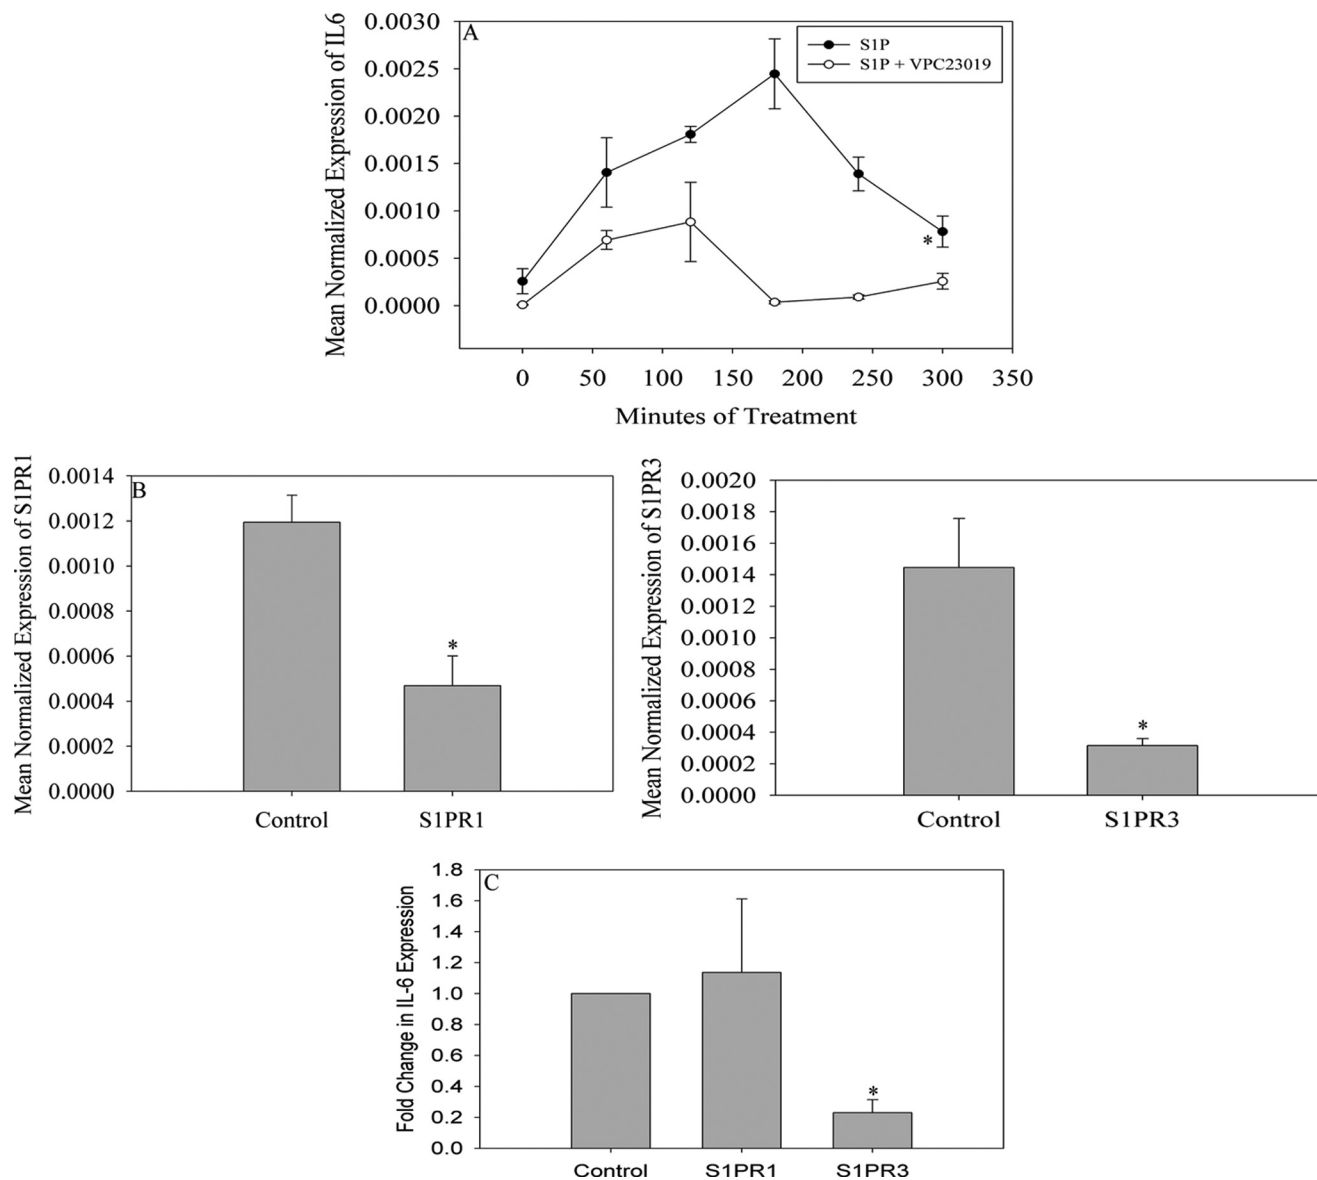 Mean Normalized Expression of IL6
A
0.0030
0.0025
0.0020
0.0015
0.0010
0.0005
0.0000
S1P
S1P + VPC23019
*
0 50 100 150 200 250 300 350
Minutes of Treatment
Mean Normalized Expression of S1PR1
B
0.0014
0.0012
0.0010
0.0008
0.0006
0.0004
0.0002
0.0000
*
Control S1PR1
Mean Normalized Expression of S1PR3
0.0020
0.0018
0.0016
0.0014
0.0012
0.0010
0.0008
0.0006
0.0004
0.0002
0.0000
*
Control S1PR3
Fold Change in IL-6 Expression
C
1.8
1.6
1.4
1.2
1.0
0.8
0.6
0.4
0.2
0.0
*
Control S1PR1 S1PR3